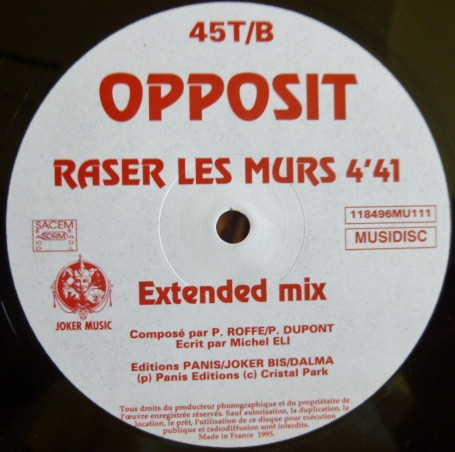 45T/B
OPPOSIT
RASER LES MURS 4'41
118496MU111
SACEM
SDRM
MUSIDISC
Extended mix
JOKER MUSIC
Composé par P. ROFFE/P. DUPONT
Ecrit par Michel ELI
Editions PANIS/JOKER BIS/DALMA
(p) Panis Editions (c) Cristal Park
Tous droits du producteur phonographique et du propriétaire de
l'œuvre enregistrée réservés. Sauf autorisation, la duplication, la
location, le prêt, l'utilisation de ce disque pour exécution
publique et radiodiffusion sont interdits.
Made in France 1995.